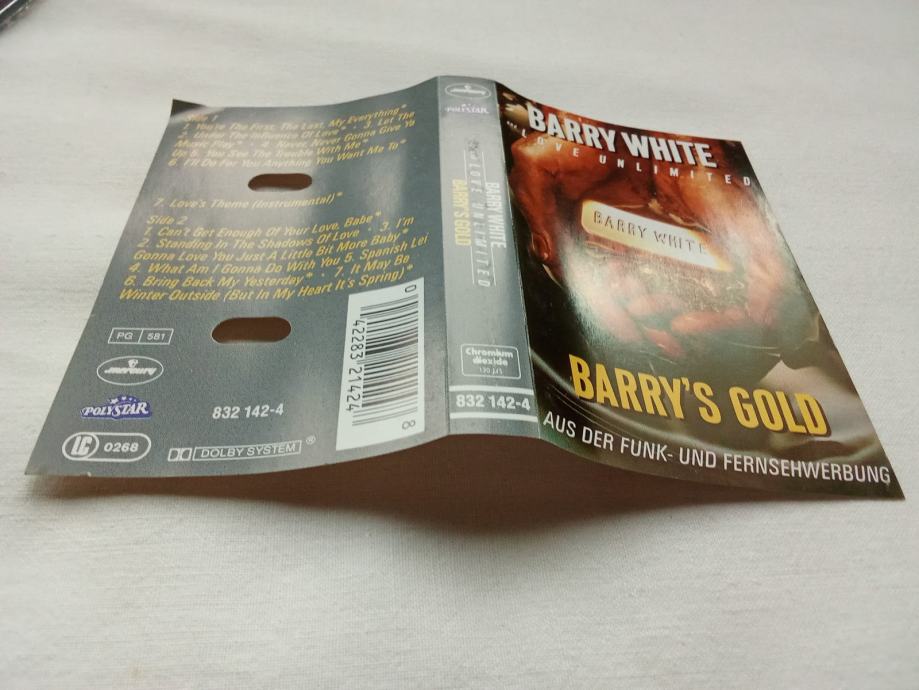 Side 1
1. You're The First, The Last, My Everything*
2. Under The Influence Of Love* · 3. Let The
Music Play* · 4. Never, Never Gonna Give Ya
Up 5. You See The Trouble With Me*
6. I'll Do For You Anything You Want Me To*
7. Love's Theme (Instrumental)*
Side 2
1. Can't Get Enough Of Your Love, Babe*
2. Standing In The Shadows Of Love · 3. I'm
Gonna Love You Just A Little Bit More Baby*
4. What Am I Gonna Do With You 5. Spanish Lei
6. Bring Back My Yesterday* · 7. It May Be
Winter Outside (But In My Heart It's Spring)*
PG 581
mercury
POLYSTAR
LC 0268
832 142-4
DOLBY SYSTEM ®
0 42283 21424 8
mercury
POLYSTAR
BARRY WHITE
LOVE UNLIMITED
BARRY'S GOLD
Chromium
dioxide
120 µs
832 142-4
BARRY WHITE
LOVE UNLIMITED
BARRY WHITE
BARRY'S GOLD
AUS DER FUNK- UND FERNSEHWERBUNG